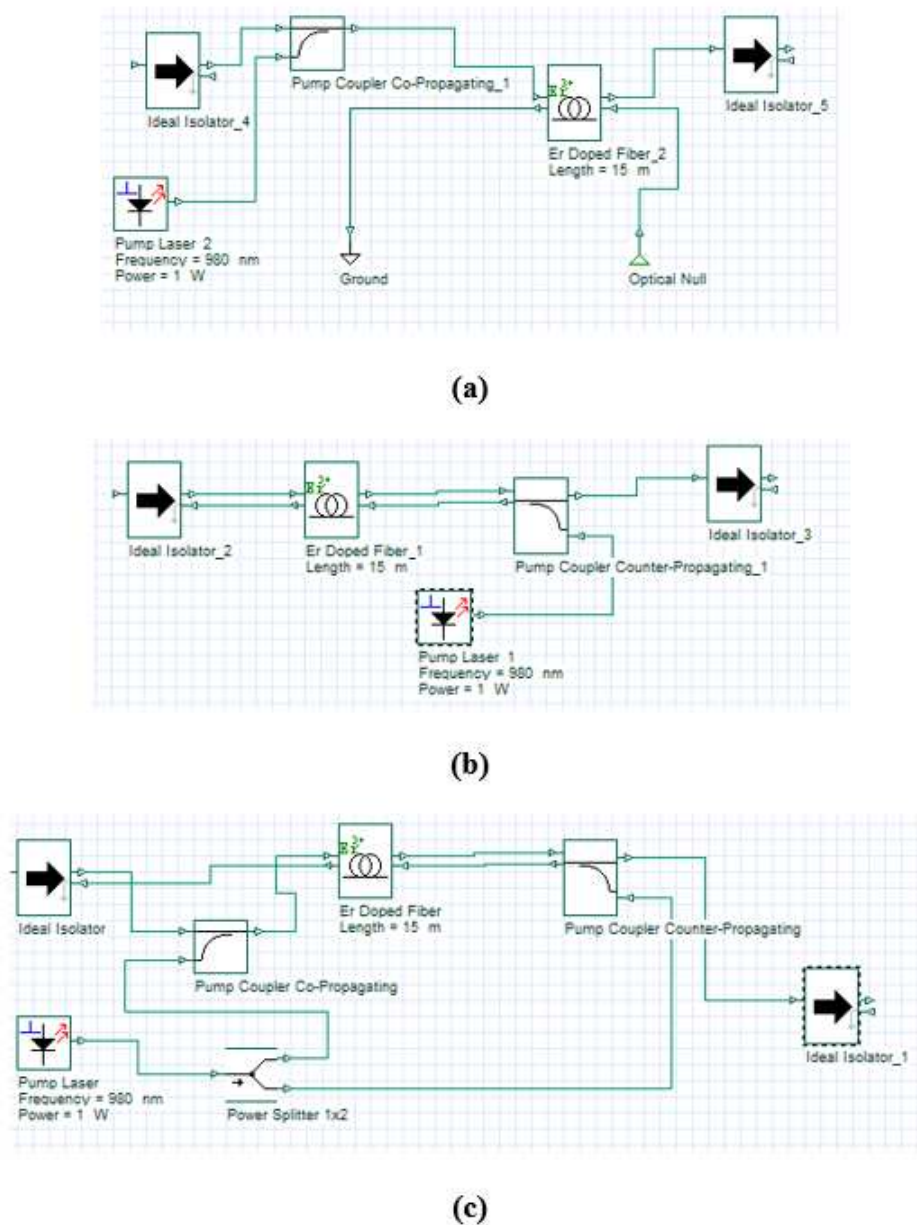 Pump Coupler Co-Propagating_1
Ideal Isolator_4
Ideal Isolator_5
Er Doped Fiber_2
Length = 15 m
Pump Laser 2
Frequency = 980 nm
Power = 1 W
Ground
Optical Null
(a)
Ideal Isolator_2
Er Doped Fiber_1
Length = 15 m
Ideal Isolator_3
Pump Coupler Counter-Propagating_1
Pump Laser 1
Frequency = 980 nm
Power = 1 W
(b)
Ideal Isolator
Er Doped Fiber
Length = 15 m
Pump Coupler Counter-Propagating
Pump Coupler Co-Propagating
Ideal Isolator_1
Pump Laser
Frequency = 980 nm
Power = 1 W
Power Splitter 1x2
(c)